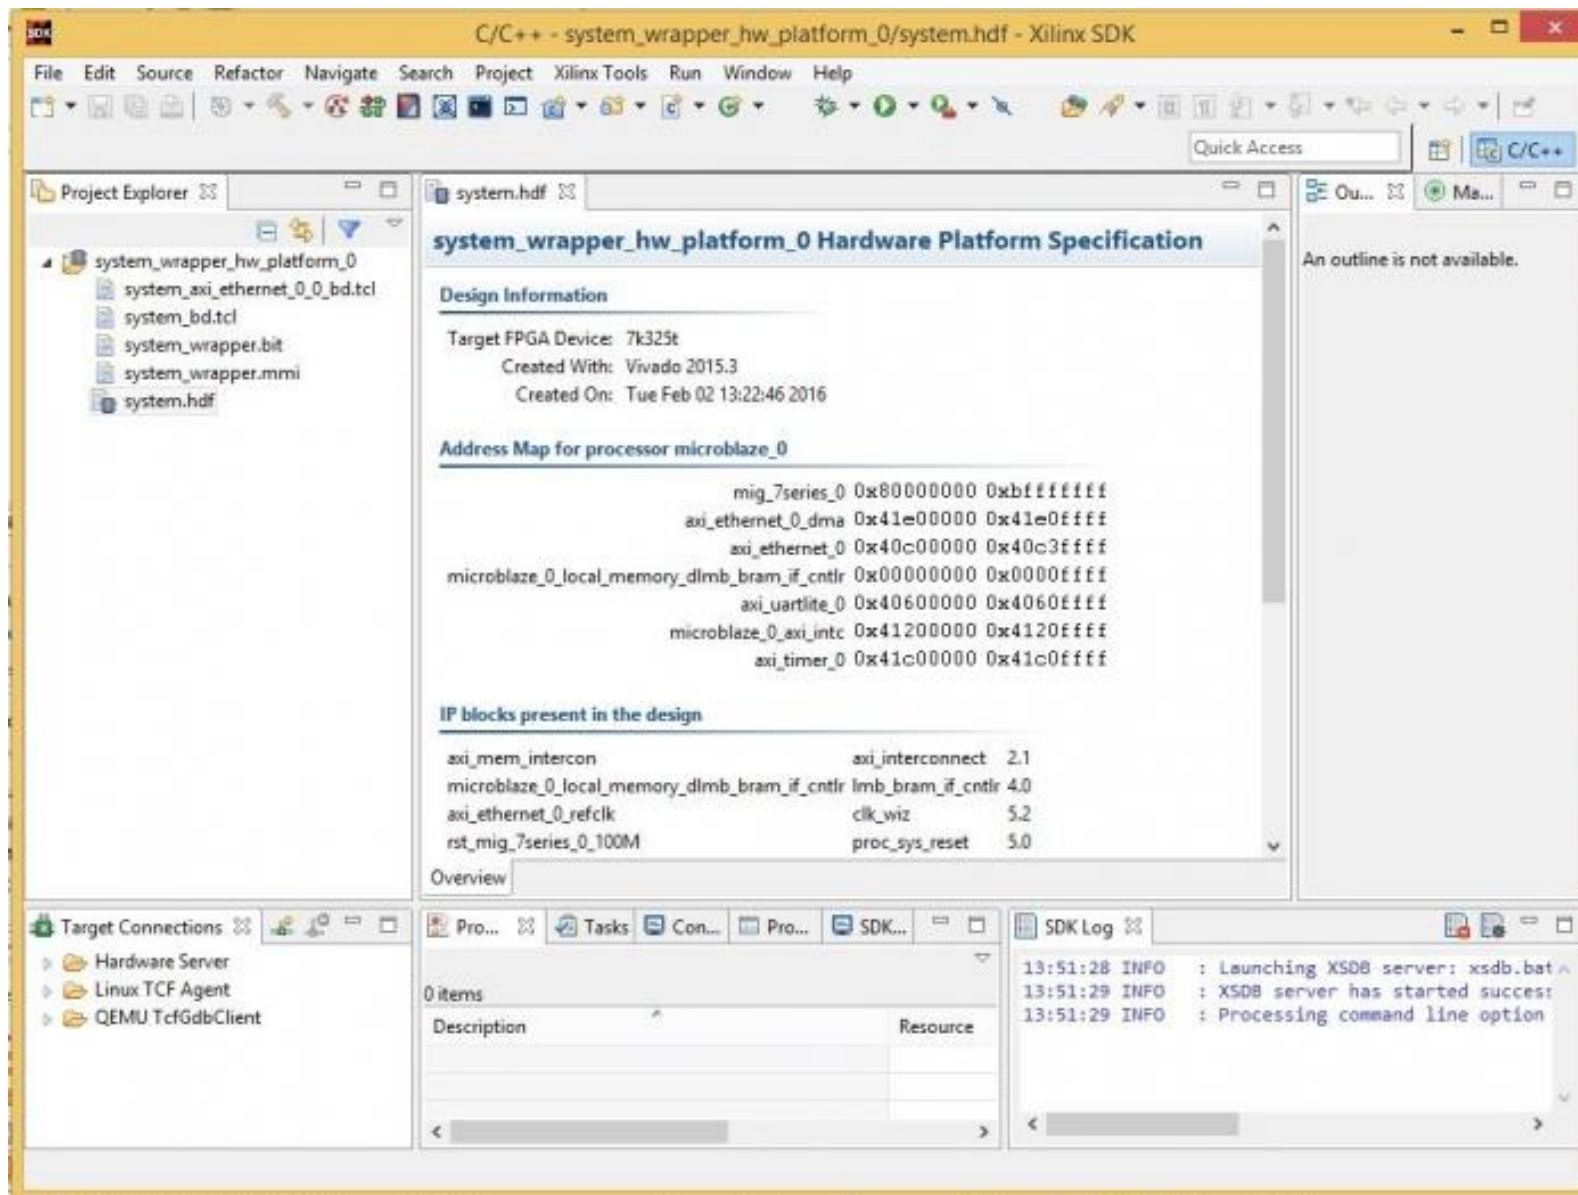 C/C++ - system_wrapper_hw_platform_0/system.hdf - Xilinx SDK
File Edit Source Refactor Navigate Search Project Xilinx Tools Run Window Help
Quick Access
C/C++
Project Explorer
system_wrapper_hw_platform_0
system_axi_ethernet_0_0_bd.tcl
system_bd.tcl
system_wrapper.bit
system_wrapper.mmi
system.hdf
system.hdf
system_wrapper_hw_platform_0 Hardware Platform Specification
Design Information
Target FPGA Device: 7k325t
Created With: Vivado 2015.3
Created On: Tue Feb 02 13:22:46 2016
Address Map for processor microblaze_0
mig_7series_0 0x80000000 0xbfffffff
axi_ethernet_0_dma 0x41e00000 0x41e0ffff
axi_ethernet_0 0x40c00000 0x40c3ffff
microblaze_0_local_memory_dlmb_bram_if_cntlr 0x00000000 0x0000ffff
axi_uartlite_0 0x40600000 0x4060ffff
microblaze_0_axi_intc 0x41200000 0x4120ffff
axi_timer_0 0x41c00000 0x41c0ffff
IP blocks present in the design
axi_mem_intercon axi_interconnect 2.1
microblaze_0_local_memory_dlmb_bram_if_cntlr lmb_bram_if_cntlr 4.0
axi_ethernet_0_refclk clk_wiz 5.2
rst_mig_7series_0_100M proc_sys_reset 5.0
Overview
Ou... Ma...
An outline is not available.
Target Connections
Hardware Server
Linux TCF Agent
QEMU TcfGdbClient
Pro... Tasks Con... Pro... SDK...
0 items
Description Resource
SDK Log
13:51:28 INFO : Launching XSDB server: xsdb.bat
13:51:29 INFO : XSDB server has started succes
13:51:29 INFO : Processing command line option